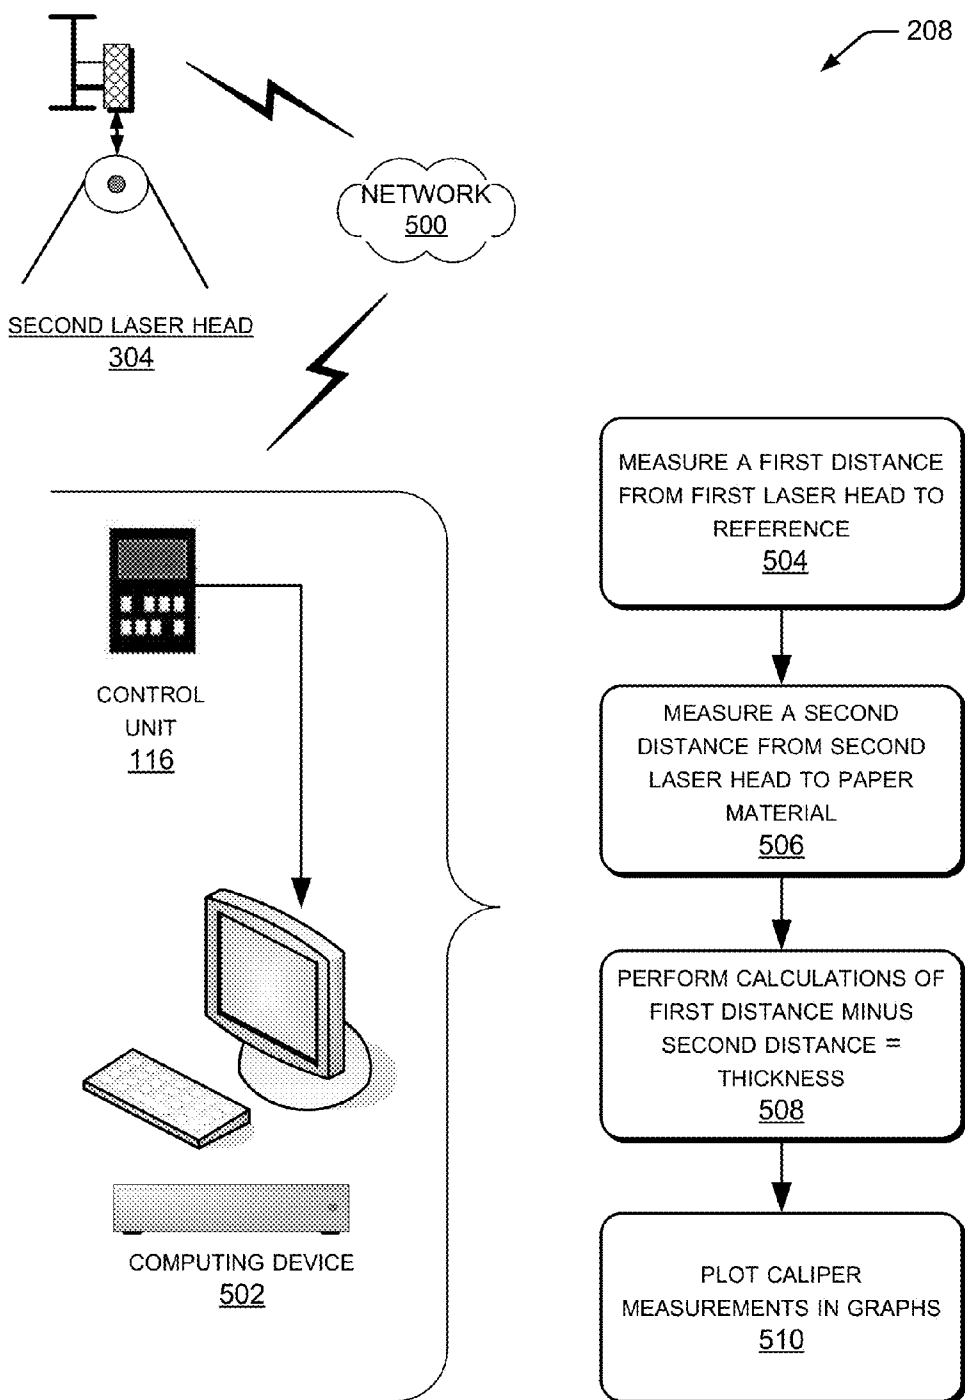 208
NETWORK
500
SECOND LASER HEAD
304
CONTROL
UNIT
116
COMPUTING DEVICE
502
MEASURE A FIRST DISTANCE
FROM FIRST LASER HEAD TO
REFERENCE
504
MEASURE A SECOND
DISTANCE FROM SECOND
LASER HEAD TO PAPER
MATERIAL
506
PERFORM CALCULATIONS OF
FIRST DISTANCE MINUS
SECOND DISTANCE =
THICKNESS
508
PLOT CALIPER
MEASUREMENTS IN GRAPHS
510